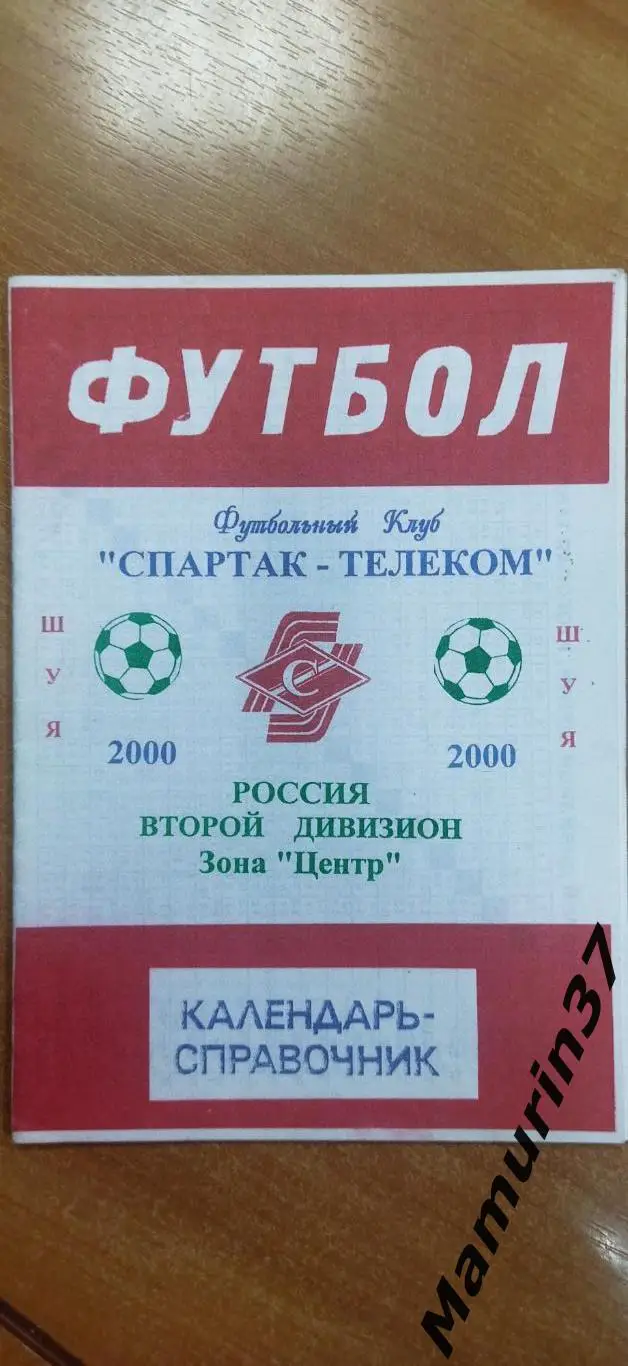 ФУТБОЛ
Футбольный Клуб
"СПАРТАК - ТЕЛЕКОМ"
Ш
У
Я
С
Ш
У
Я
2000
2000
РОССИЯ
ВТОРОЙ ДИВИЗИОН
Зона "Центр"
КАЛЕНДАРЬ-
СПРАВОЧНИК
Mamurin37